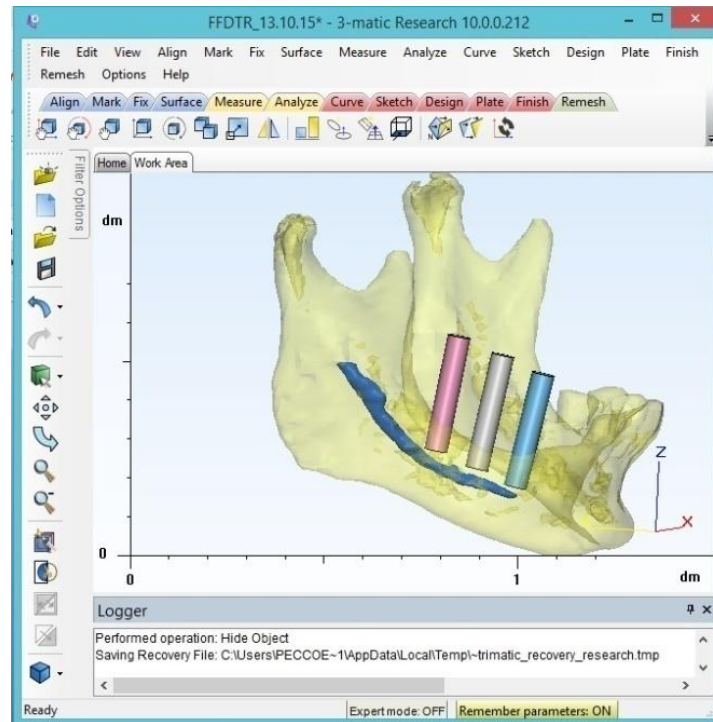 FFDTR_13.10.15* - 3-matic Research 10.0.0.212
File Edit View Align Mark Fix Surface Measure Analyze Curve Sketch Design Plate Finish
Remesh Options Help
Align Mark Fix Surface Measure Analyze Curve Sketch Design Plate Finish Remesh
Filter Options
Home Work Area
dm
Z
X
0
0 1 dm
Logger
Performed operation: Hide Object
Saving Recovery File: C:\Users\PECCOE~1\AppData\Local\Temp\~trimatic_recovery_research.tmp
Ready Expert mode: OFF Remember parameters: ON